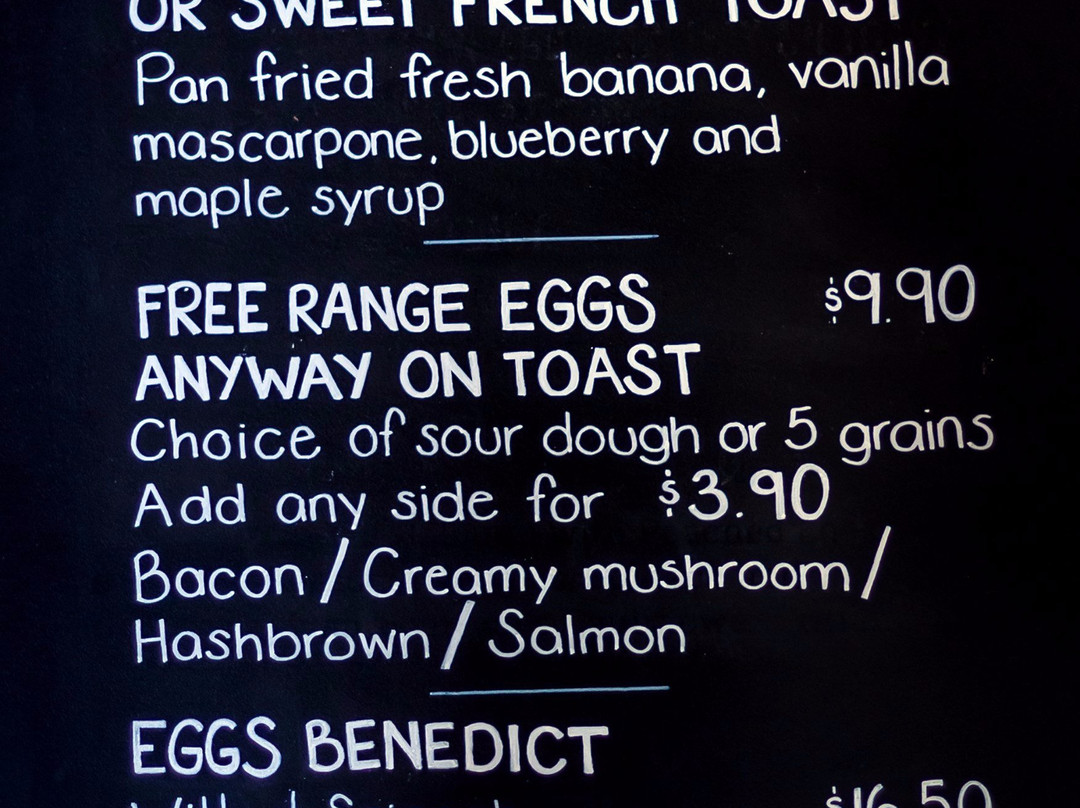 OR SWEET FRENCH TOAST
Pan fried fresh banana, vanilla
mascarpone, blueberry and
maple syrup
FREE RANGE EGGS $9.90
ANYWAY ON TOAST
Choice of sour dough or 5 grains
Add any side for $3.90
Bacon / Creamy mushroom /
Hashbrown / Salmon
EGGS BENEDICT
$16.50